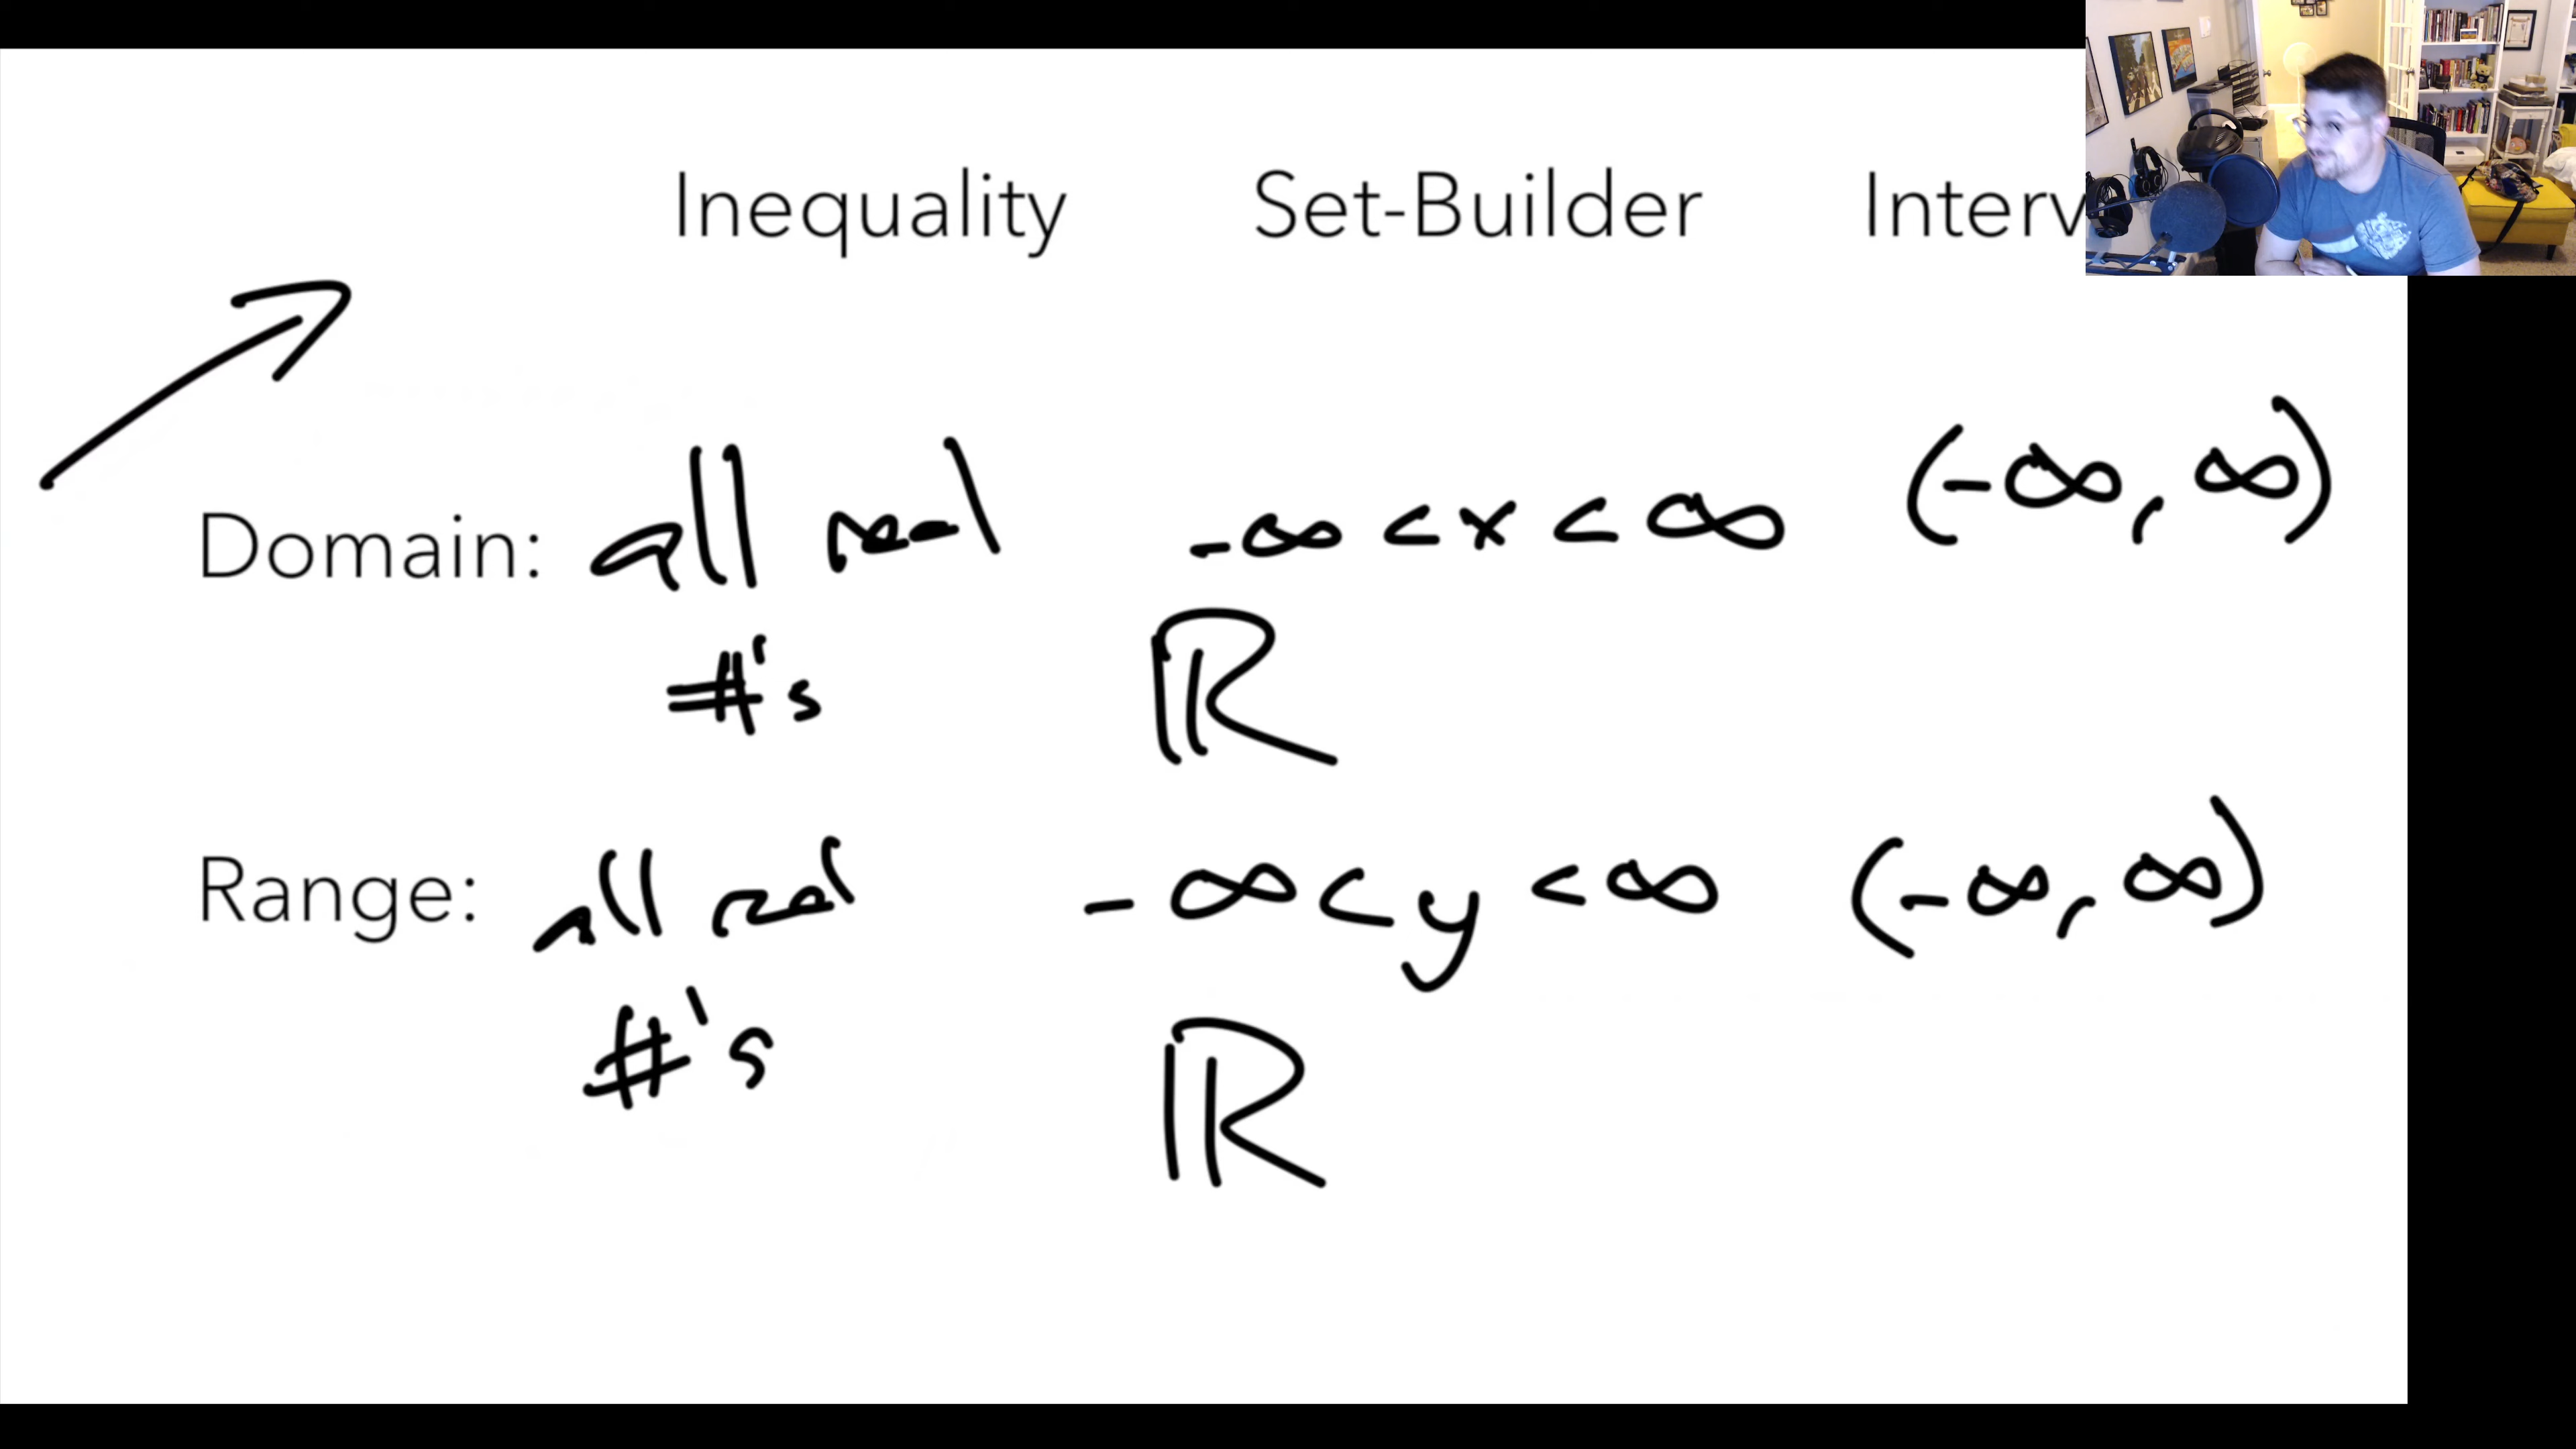 Inequality Set-Builder Interv
Domain: all real -∞ < x < ∞ (-∞, ∞)
#'s ℝ
Range: all real -∞ < y < ∞ (-∞, ∞)
#'s ℝ